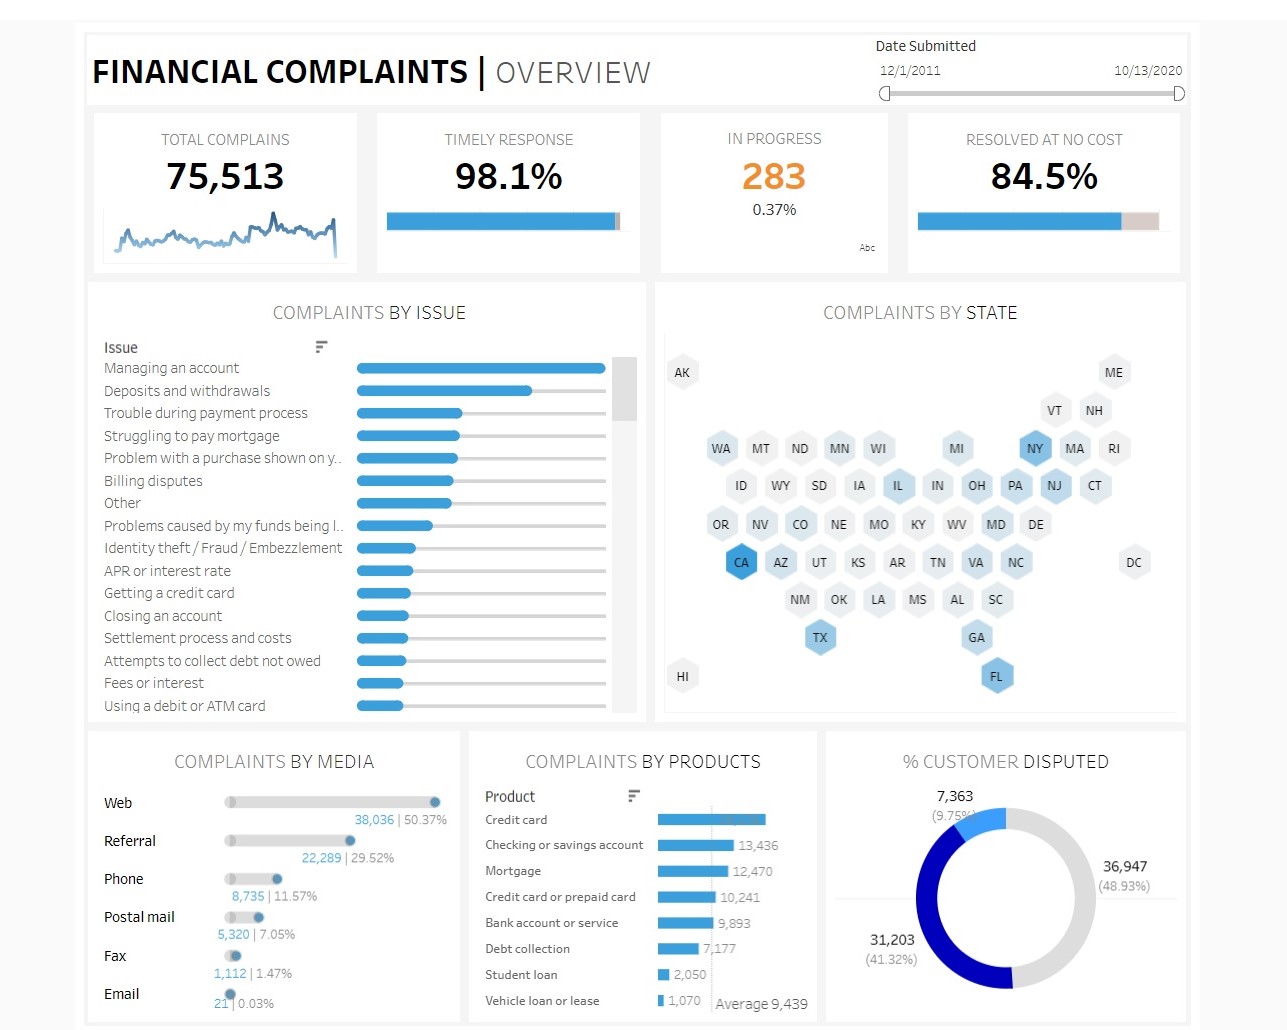 FINANCIAL COMPLAINTS | OVERVIEW
Date Submitted
12/1/2011 10/13/2020
TOTAL COMPLAINS
75,513
TIMELY RESPONSE
98.1%
IN PROGRESS
283
0.37%
Abc
RESOLVED AT NO COST
84.5%
COMPLAINTS BY ISSUE
Issue
Managing an account
Deposits and withdrawals
Trouble during payment process
Struggling to pay mortgage
Problem with a purchase shown on y..
Billing disputes
Other
Problems caused by my funds being l..
Identity theft / Fraud / Embezzlement
APR or interest rate
Getting a credit card
Closing an account
Settlement process and costs
Attempts to collect debt not owed
Fees or interest
Using a debit or ATM card
COMPLAINTS BY STATE
AK ME
VT NH
WA MT ND MN WI MI NY MA RI
ID WY SD IA IL IN OH PA NJ CT
OR NV CO NE MO KY WV MD DE
CA AZ UT KS AR TN VA NC DC
NM OK LA MS AL SC
TX GA
HI FL
COMPLAINTS BY MEDIA
Web
38,036 | 50.37%
Referral
22,289 | 29.52%
Phone
8,735 | 11.57%
Postal mail
5,320 | 7.05%
Fax
1,112 | 1.47%
Email
21 | 0.03%
COMPLAINTS BY PRODUCTS
Product
Credit card
Checking or savings account 13,436
Mortgage 12,470
Credit card or prepaid card 10,241
Bank account or service 9,893
Debt collection 7,177
Student loan 2,050
Vehicle loan or lease 1,070
Average 9,439
% CUSTOMER DISPUTED
7,363
(9.75%)
36,947
(48.93%)
31,203
(41.32%)